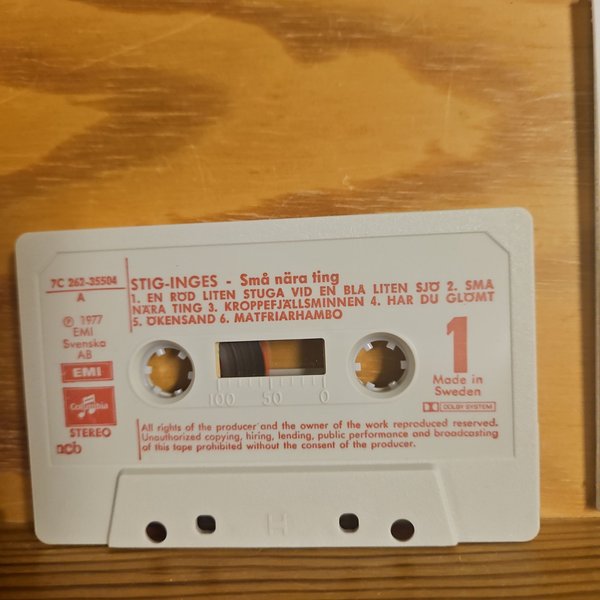 7C 262-35504
A
℗ 1977
EMI
Svenska
AB
EMI
Columbia
STEREO
ncb
STIG-INGES - Små nära ting
1. EN RÖD LITEN STUGA VID EN BLA LITEN SJÖ 2. SMA
NÄRA TING 3. KROPPEFJÄLLSMINNEN 4. HAR DU GLÖMT
5. ÖKENSAND 6. MATFRIARHAMBO
1
Made in
Sweden
DOLBY SYSTEM
100 50 0
All rights of the producer and the owner of the work reproduced reserved.
Unauthorized copying, hiring, lending, public performance and broadcasting
of this tape prohibited without the consent of the producer.